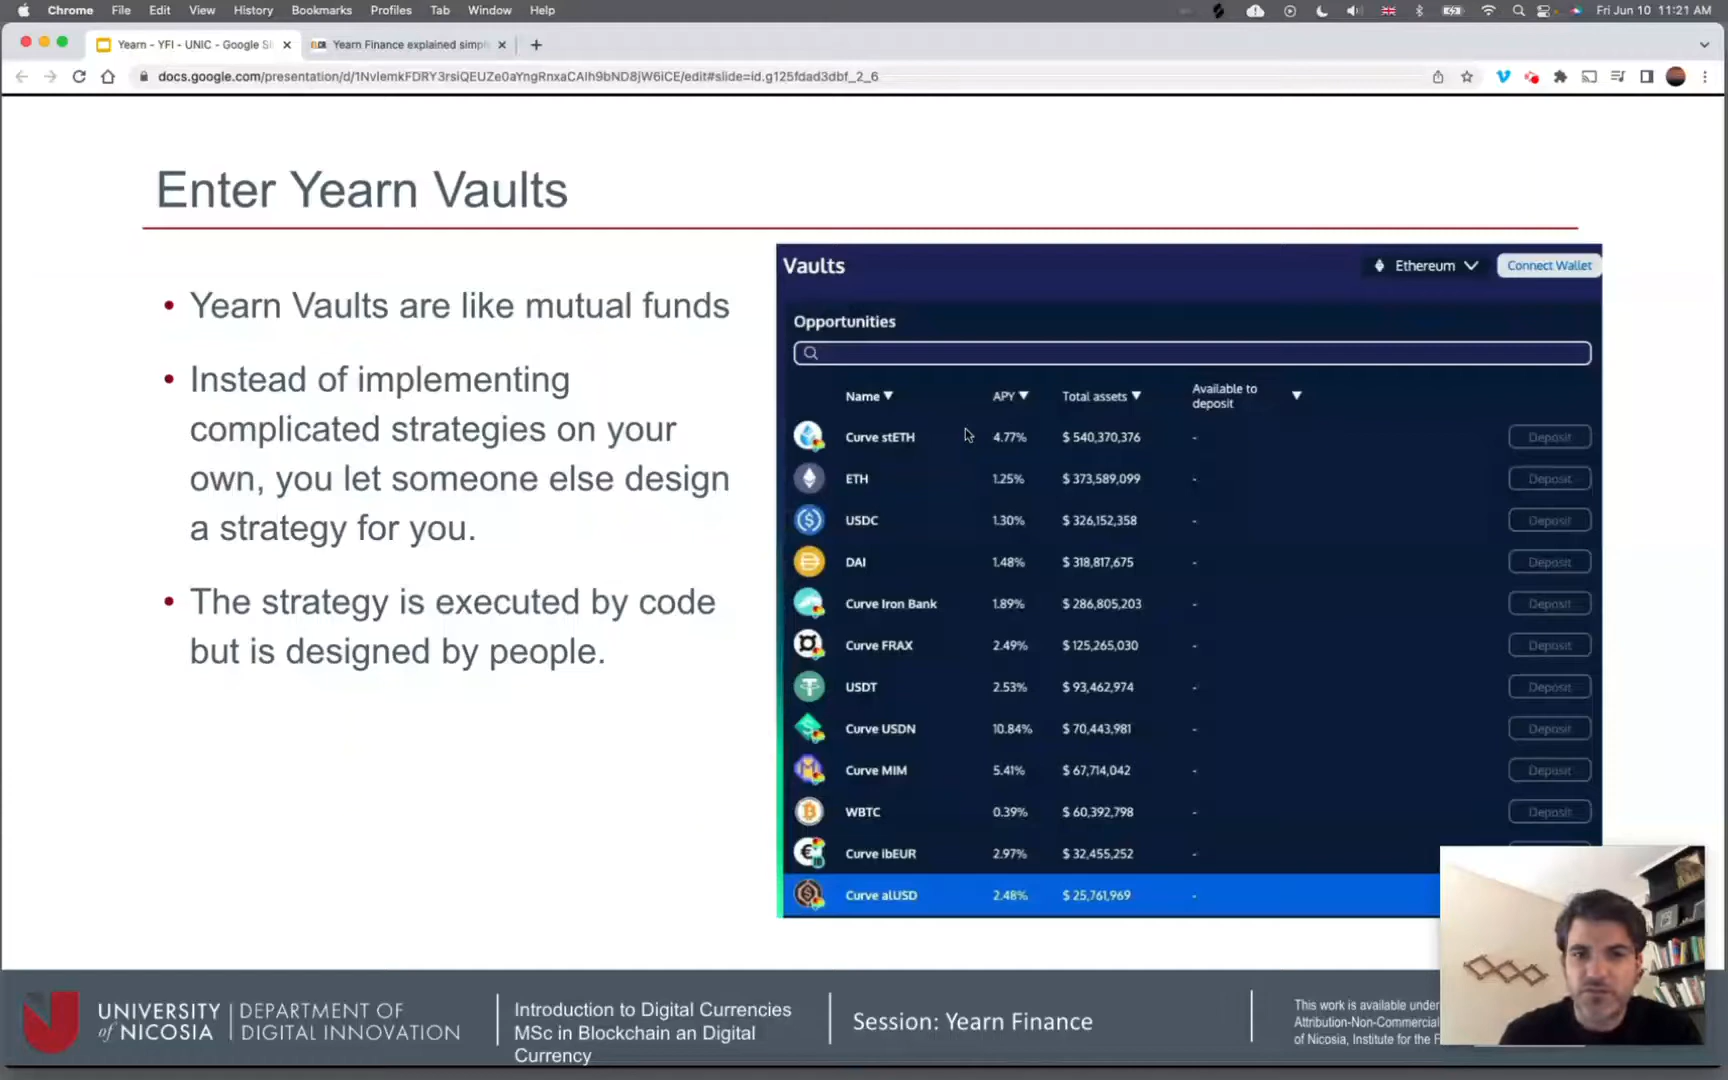 Chrome File Edit View History Bookmarks Profiles Tab Window Help Fri Jun 10 11:21 AM
Yearn - YFI - UNIC - Google Sl Yearn Finance explained simpl
docs.google.com/presentation/d/
Enter Yearn Vaults
• Yearn Vaults are like mutual funds
• Instead of implementing
complicated strategies on your
own, you let someone else design
a strategy for you.
• The strategy is executed by code
but is designed by people.
Vaults Ethereum Connect Wallet
Opportunities
Name APY Total assets Available to
deposit
Curve stETH 4.77% $ 540,370,376 - Deposit
ETH 1.25% $ 373,589,099 - Deposit
USDC 1.30% $ 326,152,358 - Deposit
DAI 1.48% $ 318,817,675 - Deposit
Curve Iron Bank 1.89% $ 286,805,203 - Deposit
Curve FRAX 2.49% $ 125,265,030 - Deposit
USDT 2.53% $ 93,462,974 - Deposit
Curve USDN 10.84% $ 70,443,981 - Deposit
Curve MIM 5.41% $ 67,714,042 - Deposit
WBTC 0.39% $ 60,392,798 - Deposit
Curve ibEUR 2.97% $ 32,455,252 -
Curve alUSD 2.48% $ 25,761,969 -
UNIVERSITY
of NICOSIA
DEPARTMENT OF
DIGITAL INNOVATION
Introduction to Digital Currencies
MSc in Blockchain an Digital
Currency
Session: Yearn Finance
This work is available under
Attribution-Non-Commercial
of Nicosia, Institute for the F